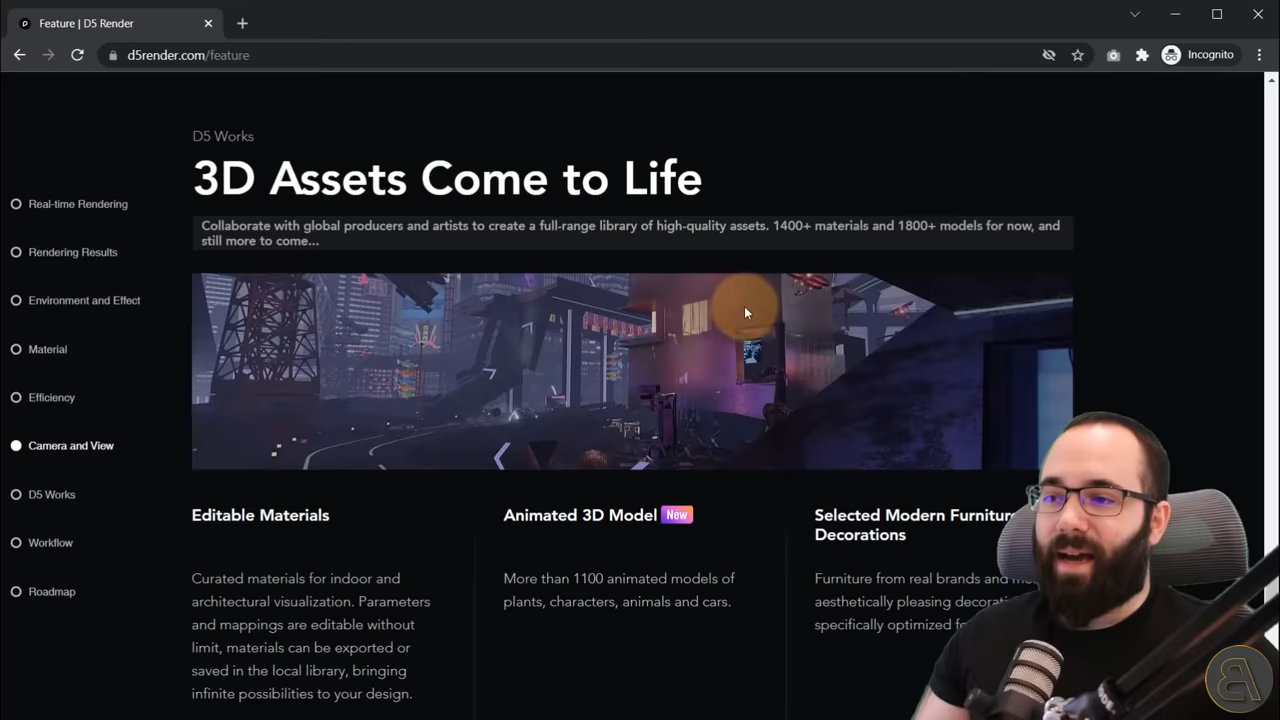 Feature | D5 Render
d5render.com/feature
Incognito
D5 Works
3D Assets Come to Life
Collaborate with global producers and artists to create a full-range library of high-quality assets. 1400+ materials and 1800+ models for now, and
still more to come...
Real-time Rendering
Rendering Results
Environment and Effect
Material
Efficiency
Camera and View
D5 Works
Workflow
Roadmap
Editable Materials
Curated materials for indoor and
architectural visualization. Parameters
and mappings are editable without
limit, materials can be exported or
saved in the local library, bringing
infinite possibilities to your design.
Animated 3D Model New
More than 1100 animated models of
plants, characters, animals and cars.
Selected Modern Furniture
Decorations
Furniture from real brands and
aesthetically pleasing
specifically optimized